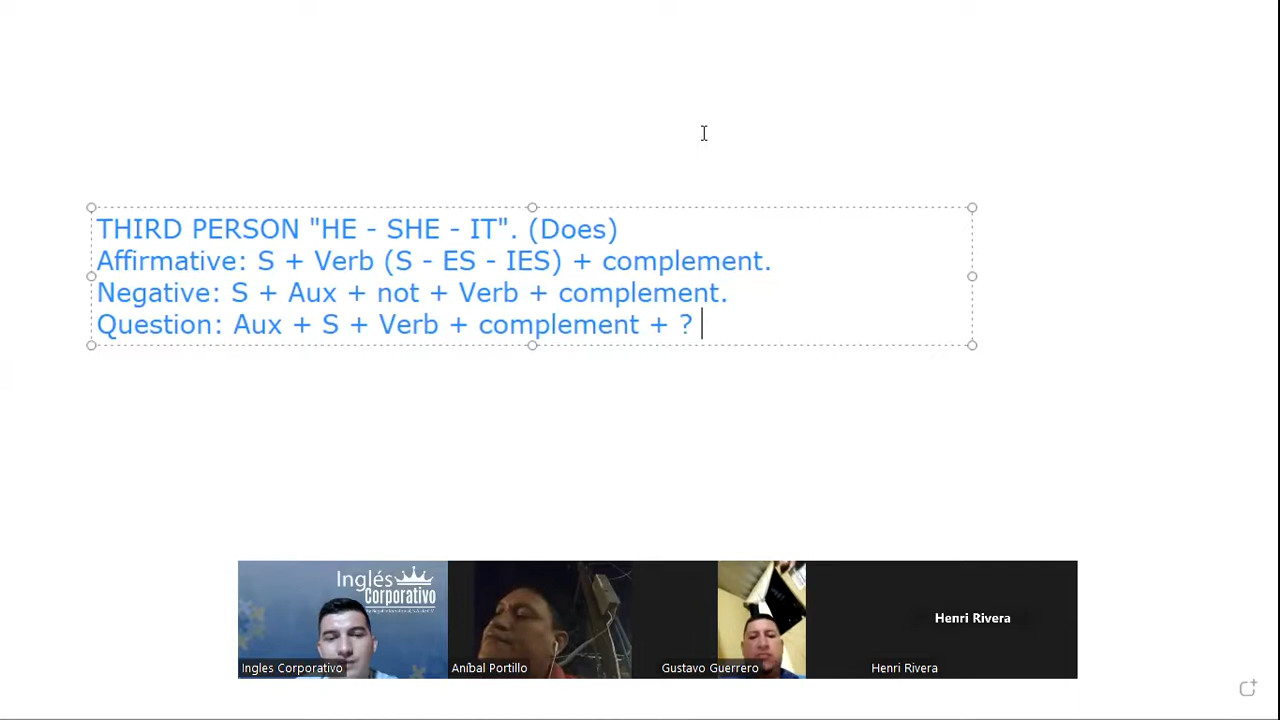 THIRD PERSON "HE - SHE - IT". (Does)
Affirmative: S + Verb (S - ES - IES) + complement.
Negative: S + Aux + not + Verb + complement.
Question: Aux + S + Verb + complement + ?
Inglés
Corporativo
Henri Rivera
Ingles Corporativo
Aníbal Portillo
Gustavo Guerrero
Henri Rivera